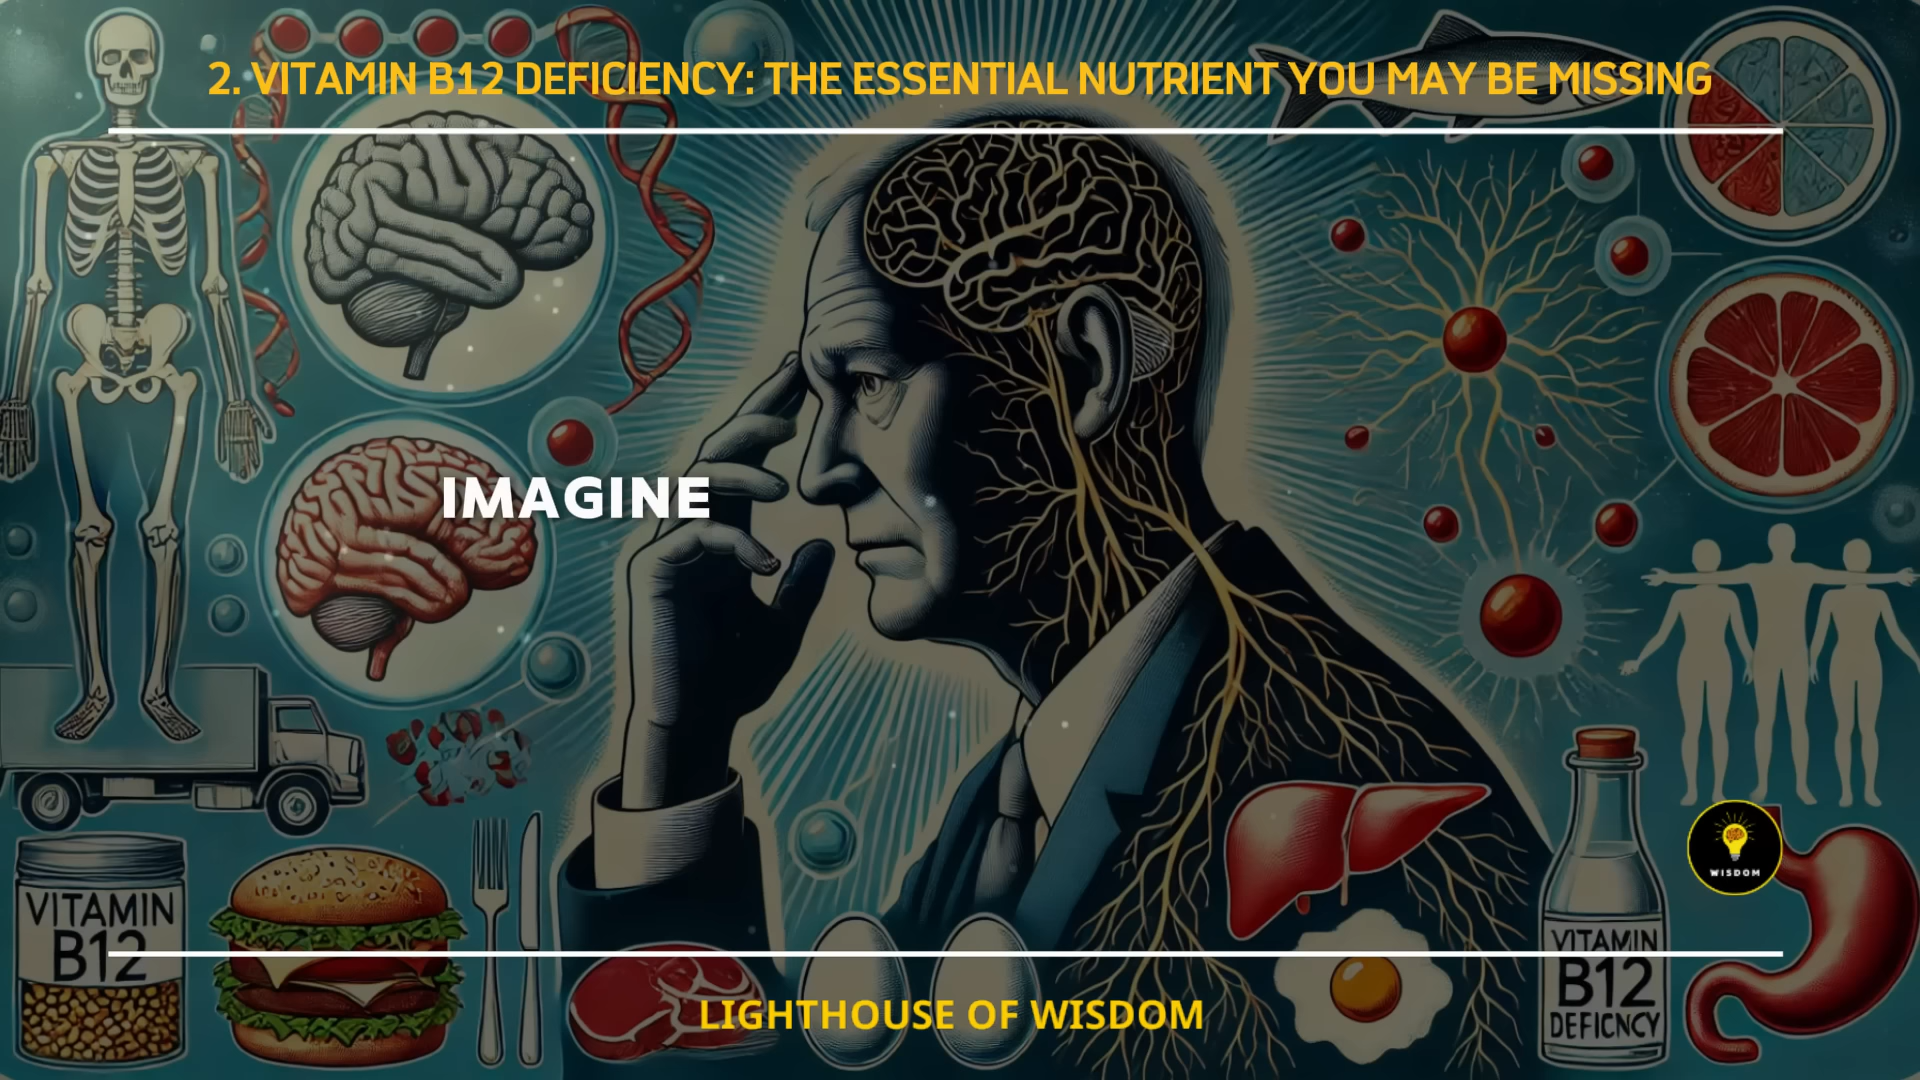 2. VITAMIN B12 DEFICIENCY: THE ESSENTIAL NUTRIENT YOU MAY BE MISSING
IMAGINE
WISDOM
VITAMIN
B12
VITAMIN
B12
DEFICNCY
LIGHTHOUSE OF WISDOM